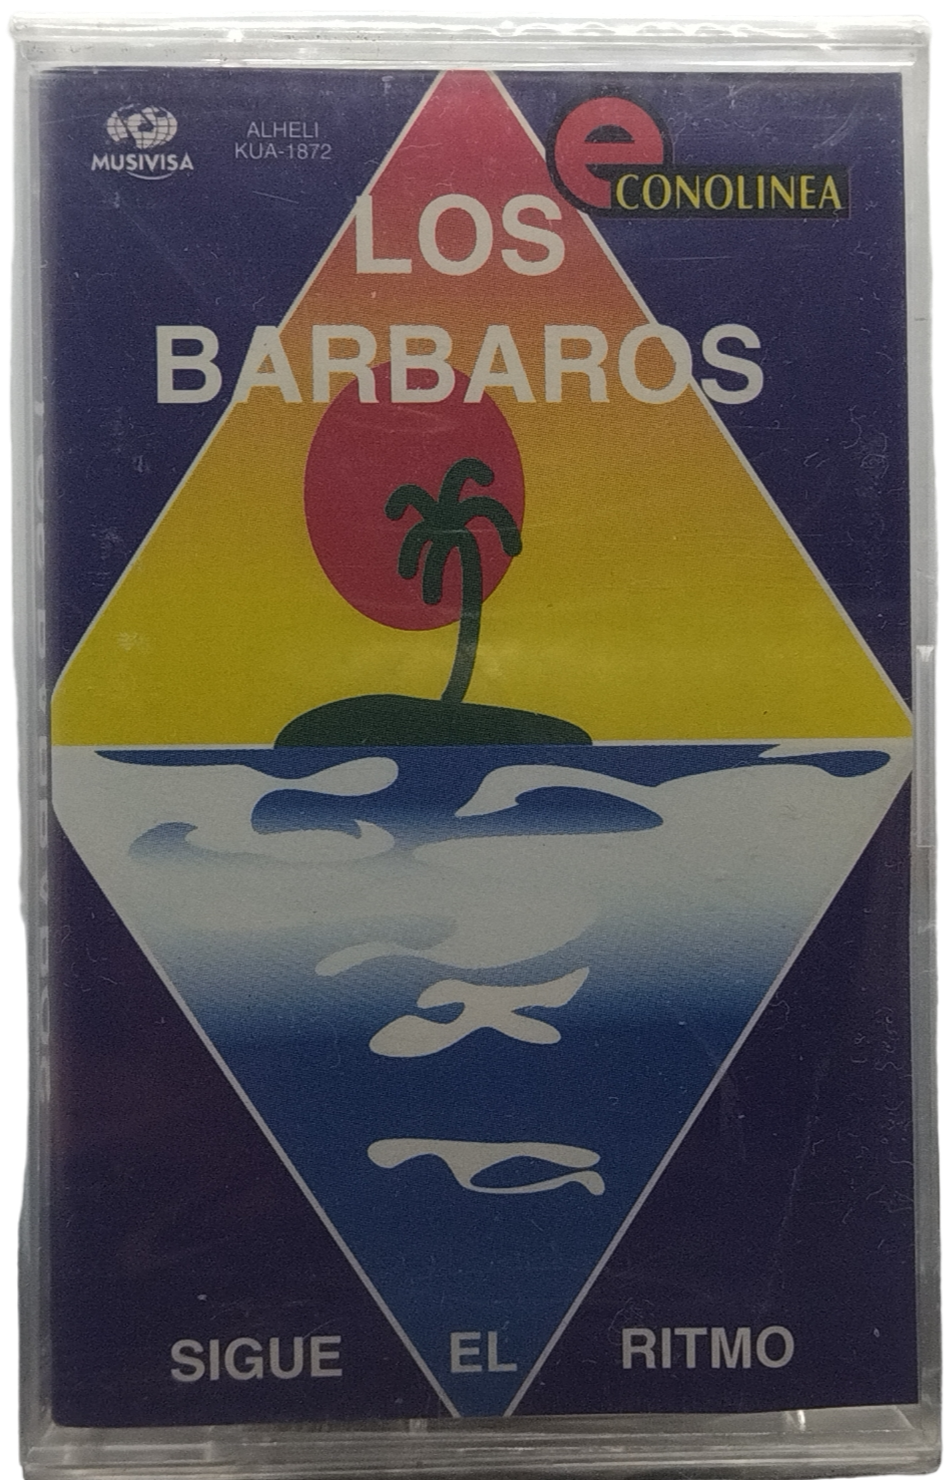 MUSIVISA
ALHELI
KUA-1872
eCONOLINEA
LOS
BARBAROS
SIGUE EL RITMO